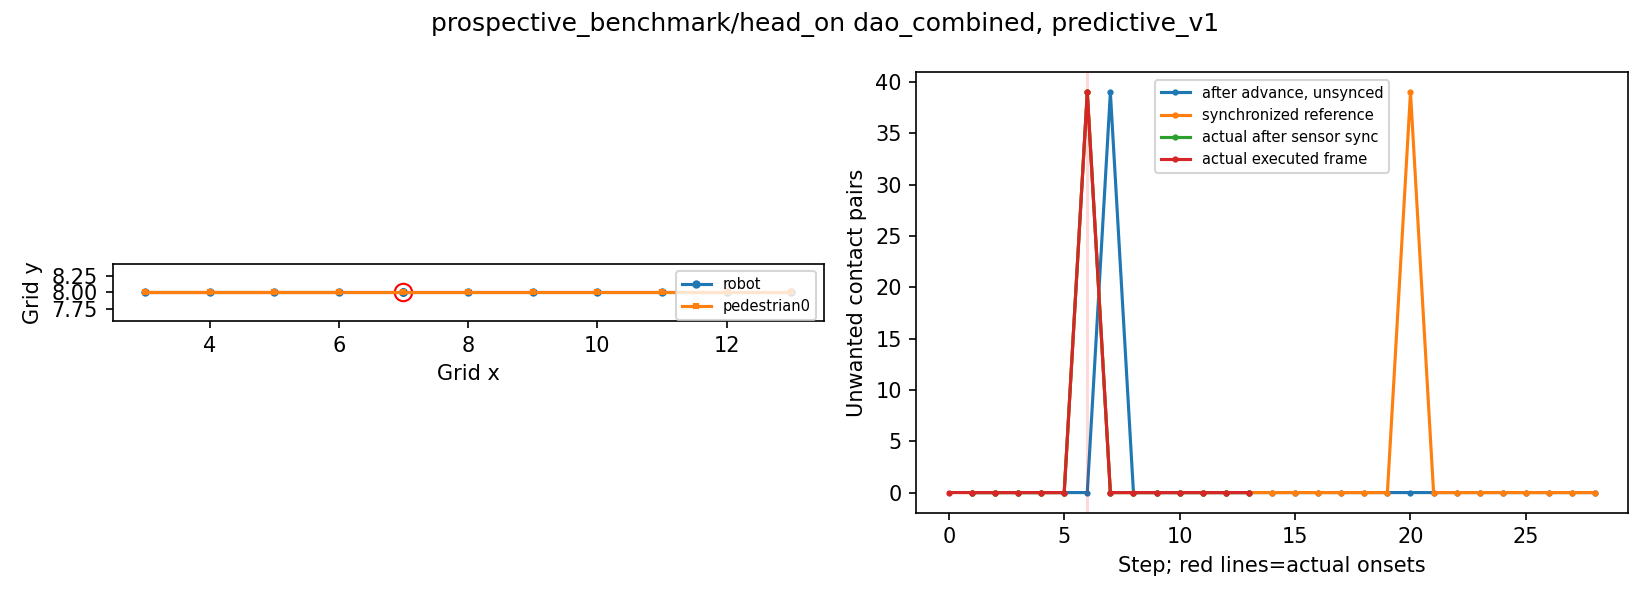 prospective_benchmark/head_on dao_combined, predictive_v1
8.25
8.00
7.75
Grid y
robot
pedestrian0
4
6
8
10
12
Grid x
40
35
30
25
20
15
10
5
0
Unwanted contact pairs
after advance, unsynced
synchronized reference
actual after sensor sync
actual executed frame
0
5
10
15
20
25
Step; red lines=actual onsets